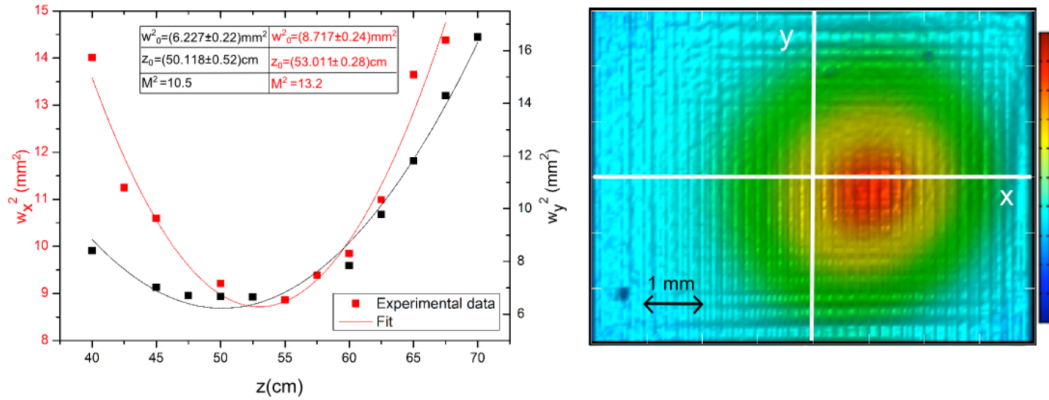 w²₀=(6.227±0.22)mm² w²₀=(8.717±0.24)mm²
z₀=(50.118±0.52)cm z₀=(53.011±0.28)cm
M²=10.5 M²=13.2
15
14
13
12
11
10
9
8
wₓ² (mm²)
16
14
12
10
8
6
w_y² (mm²)
Experimental data
Fit
40 45 50 55 60 65 70
z(cm)
y
x
1 mm